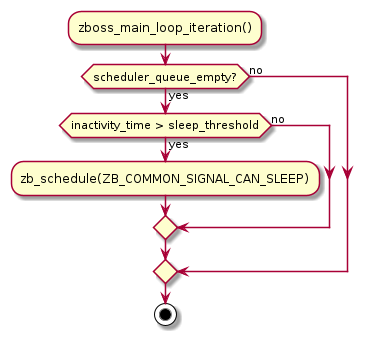 zboss_main_loop_iteration()
scheduler_queue_empty?
no
yes
inactivity_time > sleep_threshold
no
yes
zb_schedule(ZB_COMMON_SIGNAL_CAN_SLEEP)